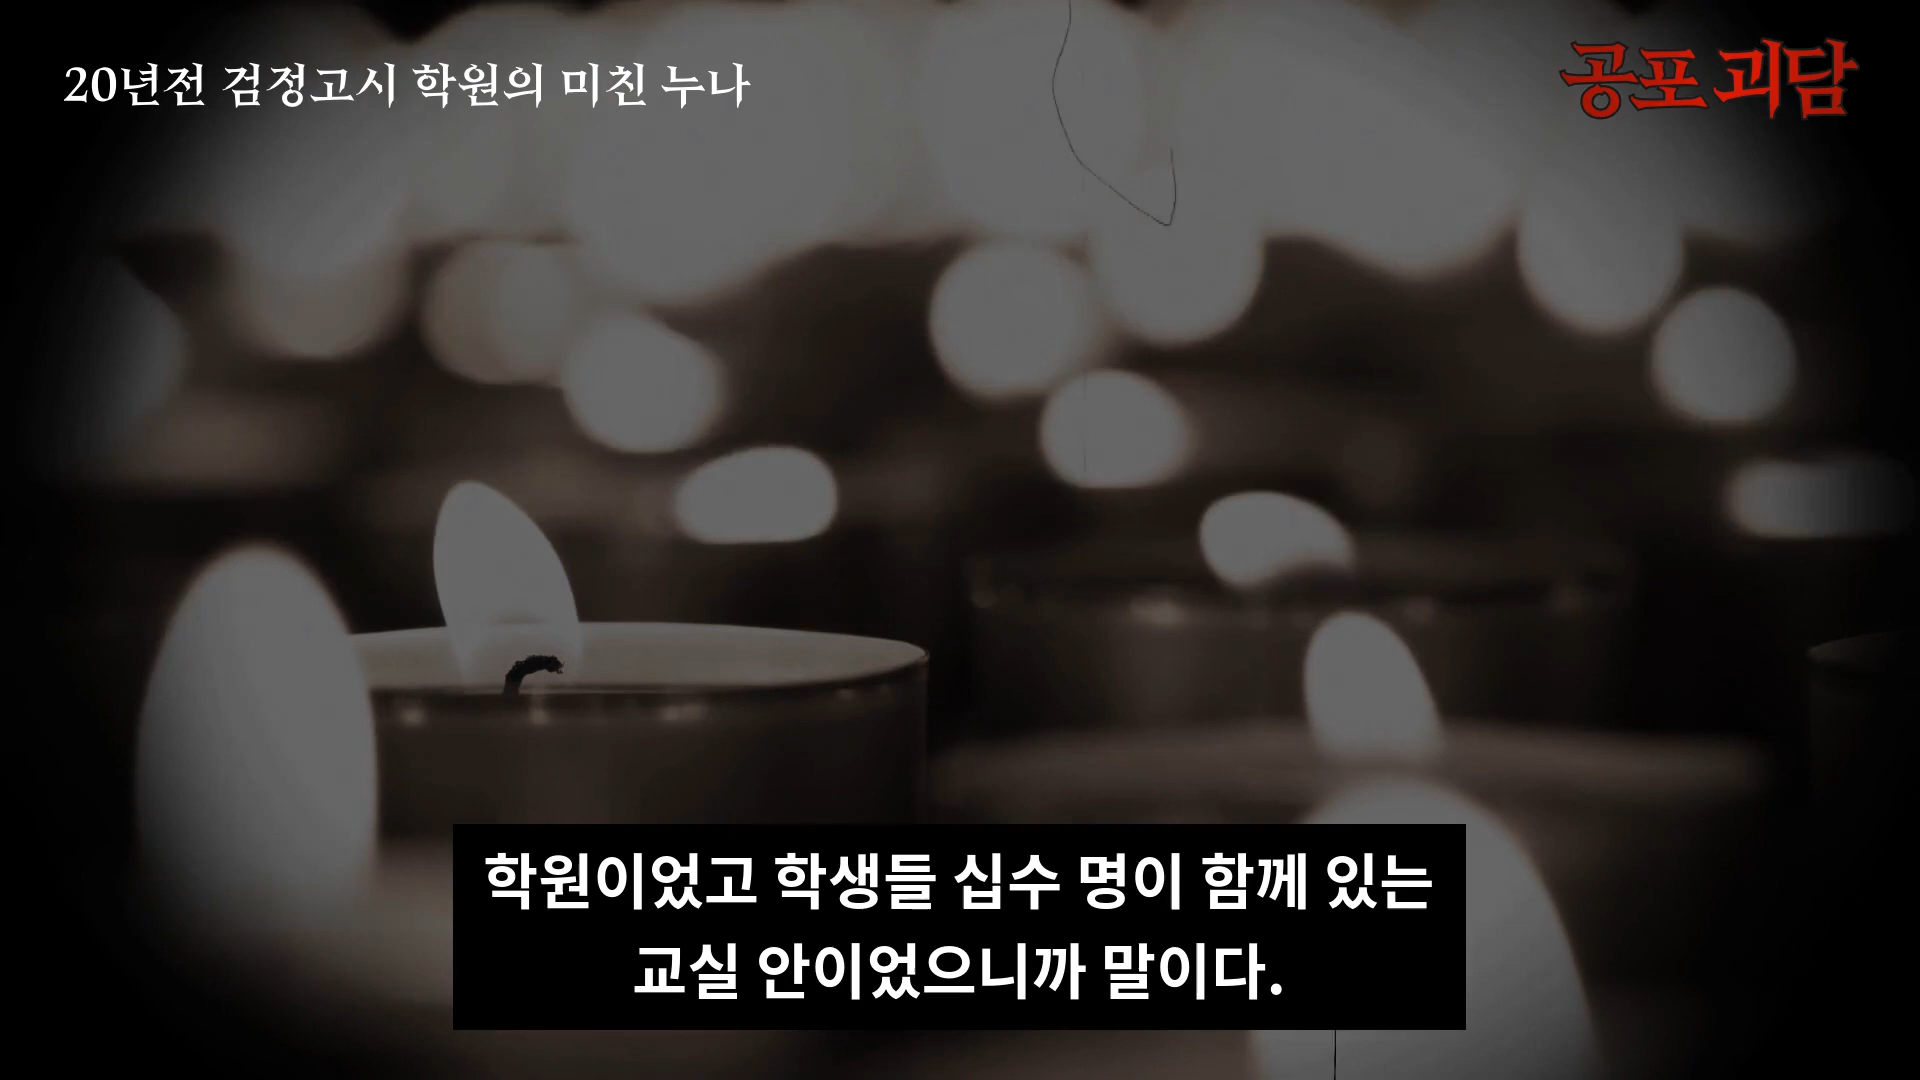 20년전 검정고시 학원의 미친 누나
공포 괴담
학원이었고 학생들 십수 명이 함께 있는
교실 안이었으니까 말이다.